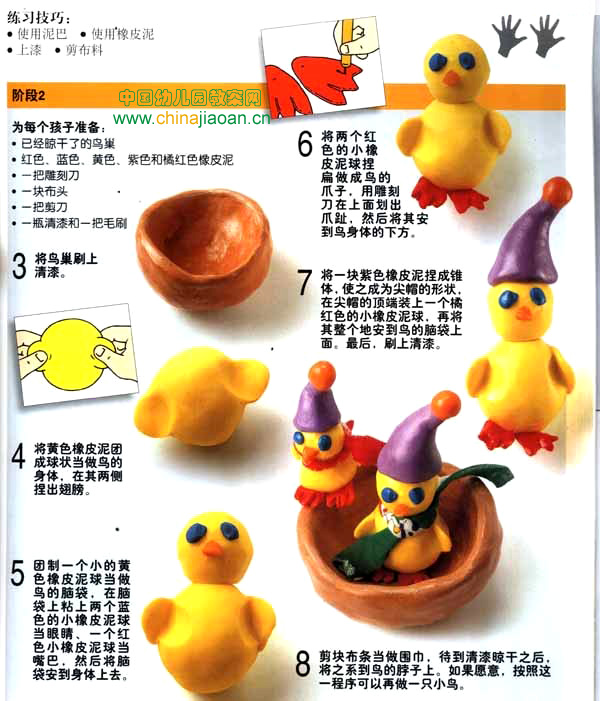 练习技巧：
• 使用泥巴 • 使用橡皮泥
• 上漆 • 剪布料
阶段2
中国幼儿园教案网
www.chinajiaoan.cn
为每个孩子准备：
• 已经晾干了的鸟巢
• 红色、蓝色、黄色、紫色和橘红色橡皮泥
• 一把雕刻刀
• 一块布头
• 一把剪刀
• 一瓶清漆和一把毛刷
3 将鸟巢刷上
清漆。
4 将黄色橡皮泥团
成球状当做鸟的
身体，在其两侧
捏出翅膀。
5 团制一个小的黄
色橡皮泥球当做
鸟的脑袋，在脑
袋上粘上两个蓝
色的小橡皮泥球
当眼睛、一个红
色小橡皮泥球当
嘴巴，然后将脑
袋安到身体上去。
6 将两个红
色的小橡
皮泥球捏
扁做成鸟的
爪子，用雕刻
刀在上面划出
爪趾，然后将其安
到鸟身体的下方。
7 将一块紫色橡皮泥捏成锥
体，使之成为尖帽的形状，
在尖帽的顶端装上一个橘
红色的小橡皮泥球，再将
其整个地安到鸟的脑袋上
面。最后，刷上清漆。
8 剪块布条当做围巾，待到清漆晾干之后，
将之系到鸟的脖子上。如果愿意，按照这
一程序可以再做一只小鸟。